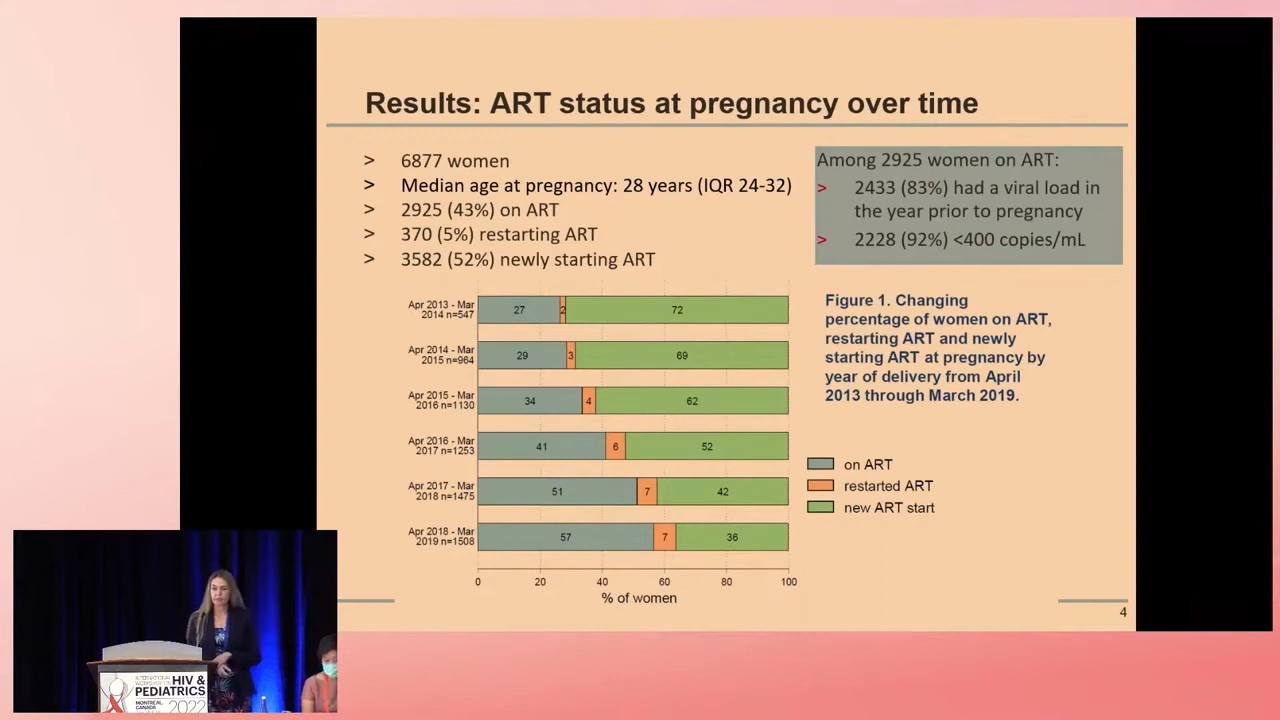 Results: ART status at pregnancy over time
> 6877 women
> Median age at pregnancy: 28 years (IQR 24-32)
> 2925 (43%) on ART
> 370 (5%) restarting ART
> 3582 (52%) newly starting ART
Among 2925 women on ART:
> 2433 (83%) had a viral load in
the year prior to pregnancy
> 2228 (92%) <400 copies/mL
Apr 2013 - Mar
2014 n=547
27 2 72
Apr 2014 - Mar
2015 n=964
29 3 69
Apr 2015 - Mar
2016 n=1130
34 4 62
Apr 2016 - Mar
2017 n=1253
41 6 52
Apr 2017 - Mar
2018 n=1475
51 7 42
Apr 2018 - Mar
2019 n=1508
57 7 36
0 20 40 60 80 100
% of women
Figure 1. Changing
percentage of women on ART,
restarting ART and newly
starting ART at pregnancy by
year of delivery from April
2013 through March 2019.
on ART
restarted ART
new ART start
4
INTERNATIONAL
WORKSHOP ON
HIV &
PEDIATRICS
MONTREAL,
CANADA
2022